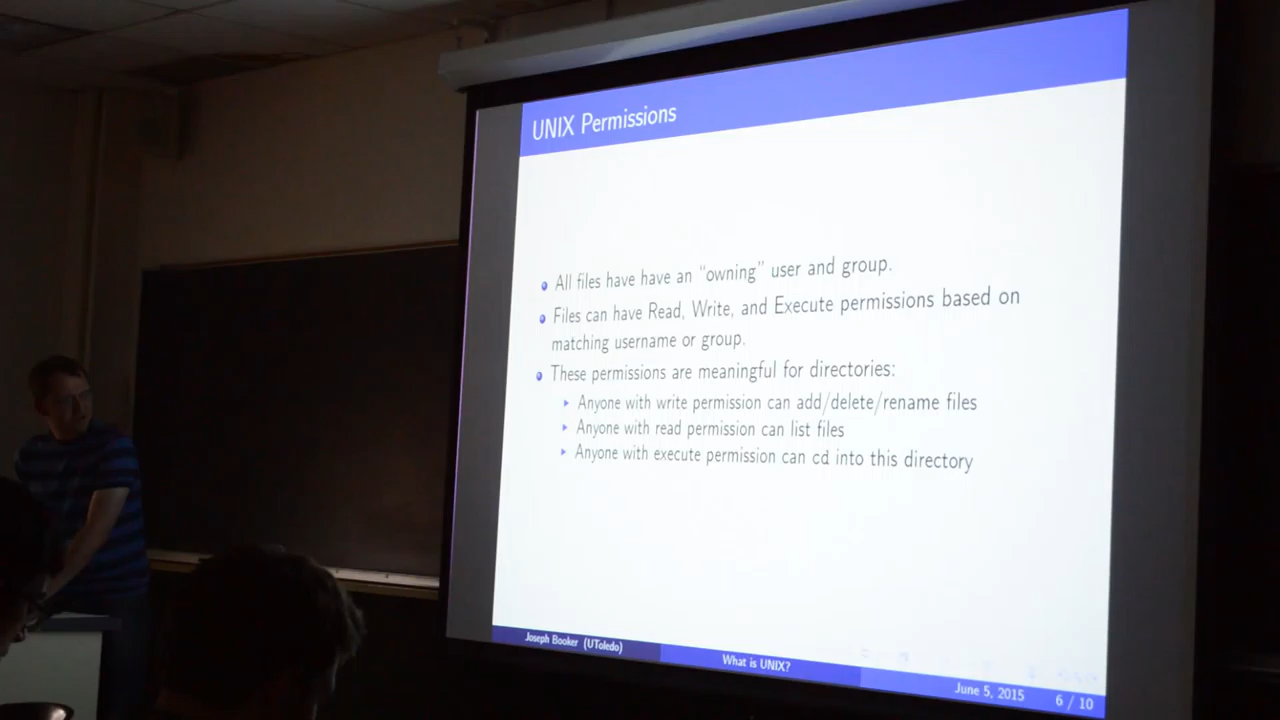 UNIX Permissions
All files have have an “owning” user and group.
Files can have Read, Write, and Execute permissions based on
matching username or group.
These permissions are meaningful for directories:
Anyone with write permission can add/delete/rename files
Anyone with read permission can list files
Anyone with execute permission can cd into this directory
Joseph Booker (UToledo)
What is UNIX?
June 5, 2015
6 / 10